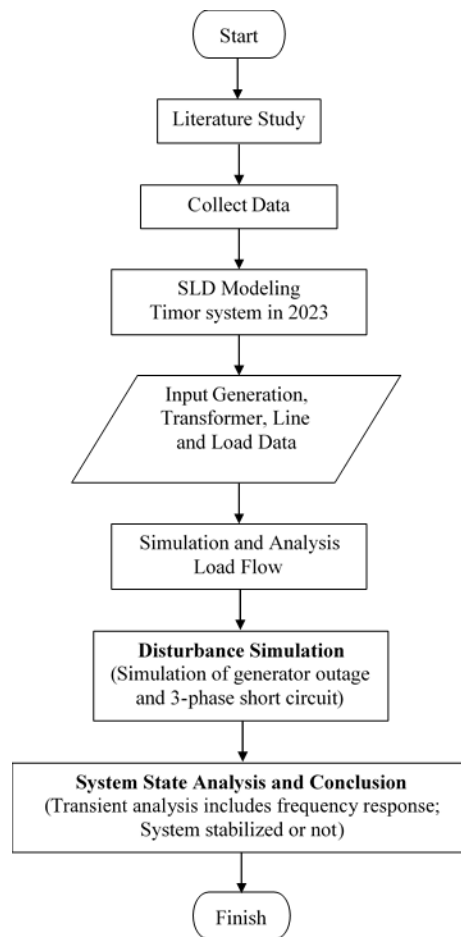 Start
Literature Study
Collect Data
SLD Modeling
Timor system in 2023
Input Generation,
Transformer, Line
and Load Data
Simulation and Analysis
Load Flow
Disturbance Simulation
(Simulation of generator outage
and 3-phase short circuit)
System State Analysis and Conclusion
(Transient analysis includes frequency response;
System stabilized or not)
Finish